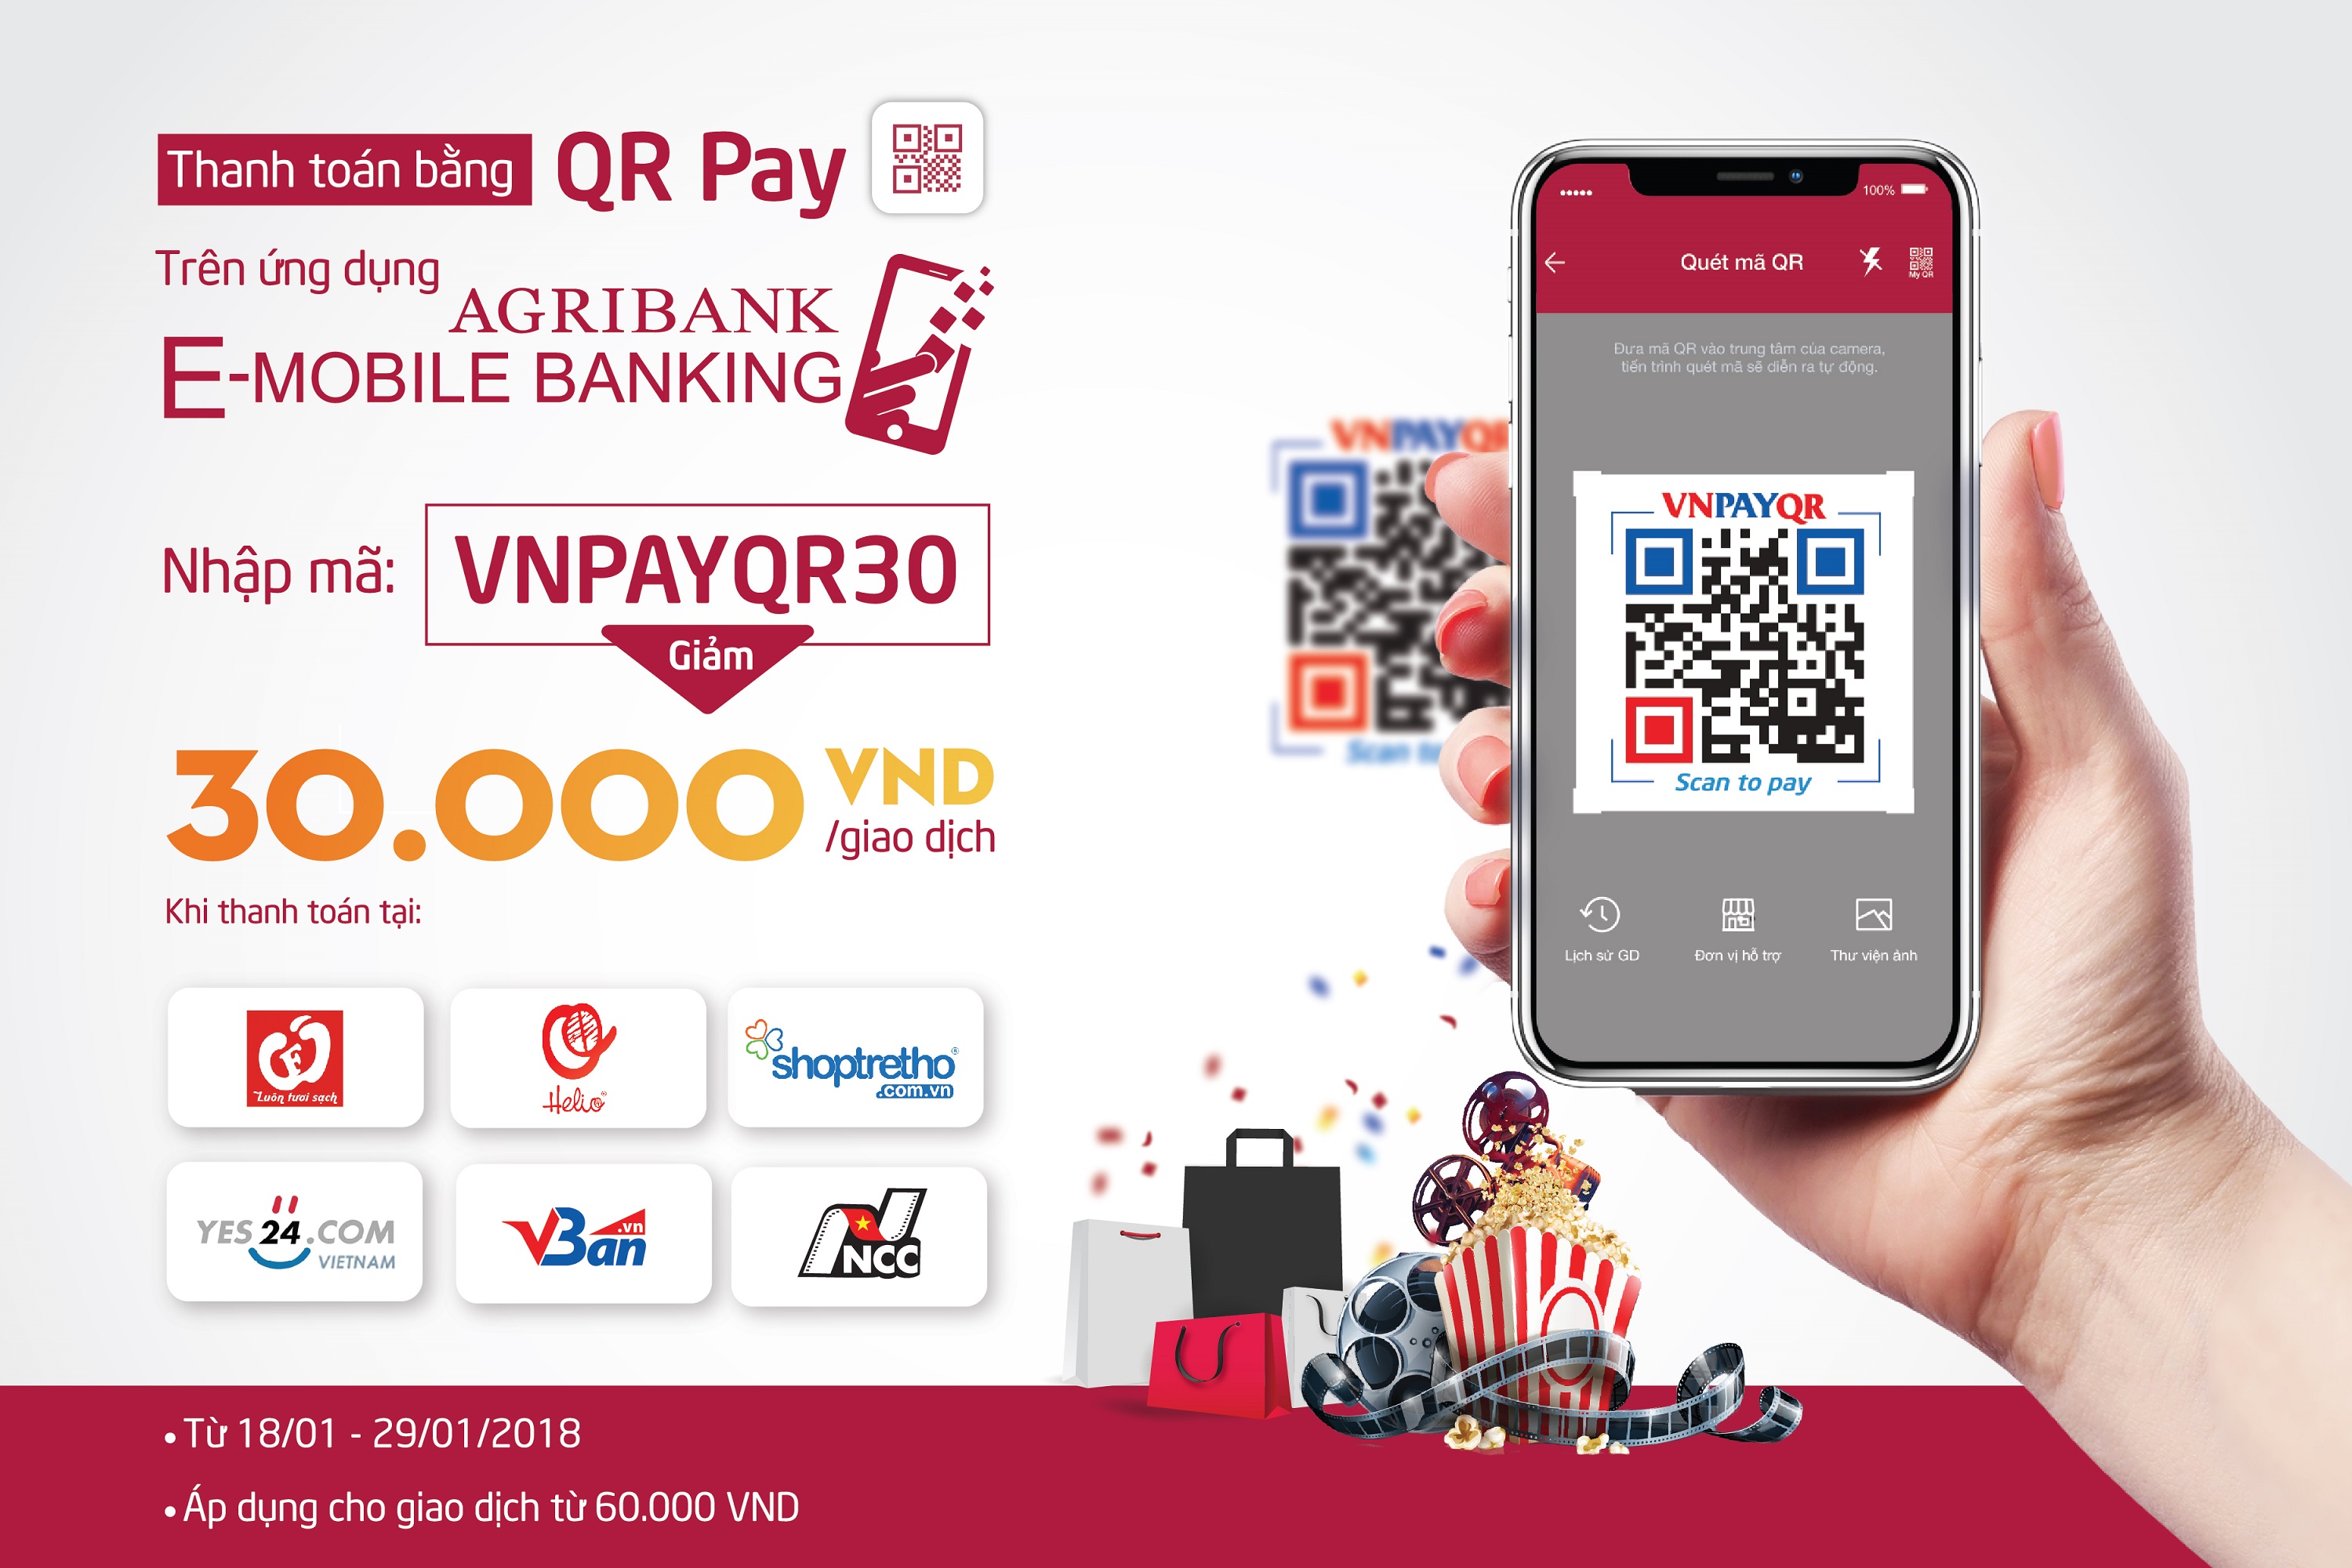 Thanh toán bằng QR Pay
Trên ứng dụng
AGRIBANK
E-MOBILE BANKING
Nhập mã: VNPAYQR30
Giảm
30.000 VND
/giao dịch
Khi thanh toán tại:
F
Luôn tươi sạch
Helio
shoptretho
.com.vn
YES24.COM
VIETNAM
VBan
.vn
NCC
• Từ 18/01 - 29/01/2018
• Áp dụng cho giao dịch từ 60.000 VND
VNPAYQR
Scan to
100%
Quét mã QR
My QR
Đưa mã QR vào trung tâm của camera,
tiến trình quét mã sẽ diễn ra tự động.
VNPAYQR
Scan to pay
Lịch sử GD
Đơn vị hỗ trợ
Thư viện ảnh